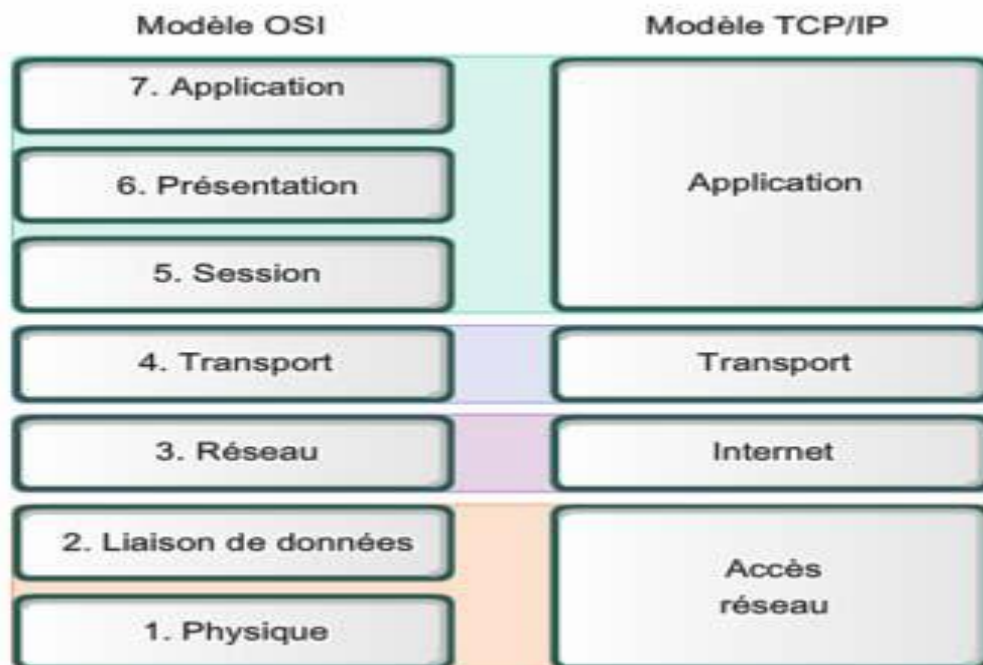 Modèle OSI
Modèle TCP/IP
7. Application
6. Présentation
5. Session
4. Transport
3. Réseau
2. Liaison de données
1. Physique
Application
Transport
Internet
Accès
réseau